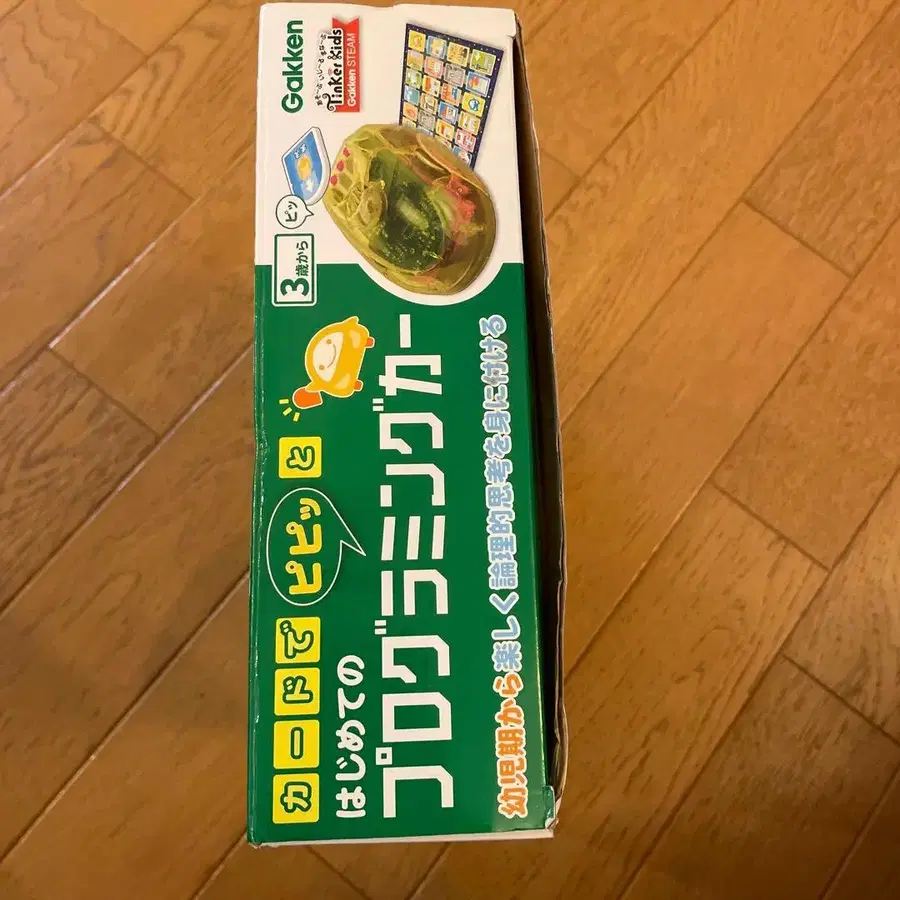 カードでピピッと
はじめての
プログラミングカー
幼児期から楽しく論理的思考を身に付ける
3歳から
ピッ
Gakken
Tinker Kids
Gakken STEAM